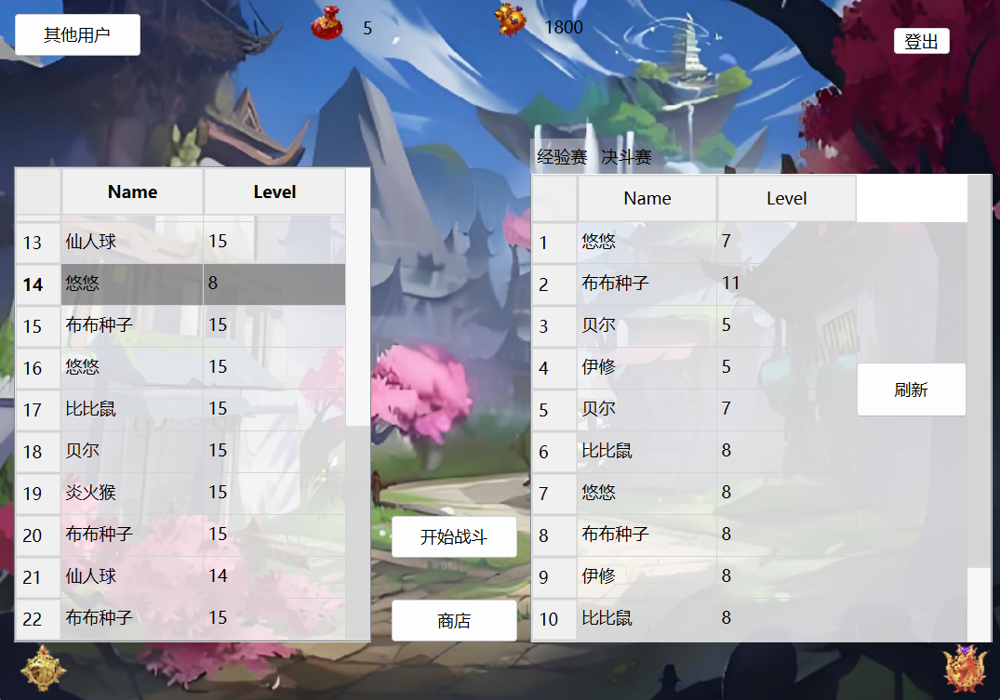 其他用户
5
1800
登出
经验赛 决斗赛
Name Level
13 仙人球 15
14 悠悠 8
15 布布种子 15
16 悠悠 15
17 比比鼠 15
18 贝尔 15
19 炎火猴 15
20 布布种子 15
21 仙人球 14
22 布布种子 15
开始战斗
商店
Name Level
1 悠悠 7
2 布布种子 11
3 贝尔 5
4 伊修 5
5 贝尔 7
6 比比鼠 8
7 悠悠 8
8 布布种子 8
9 伊修 8
10 比比鼠 8
刷新